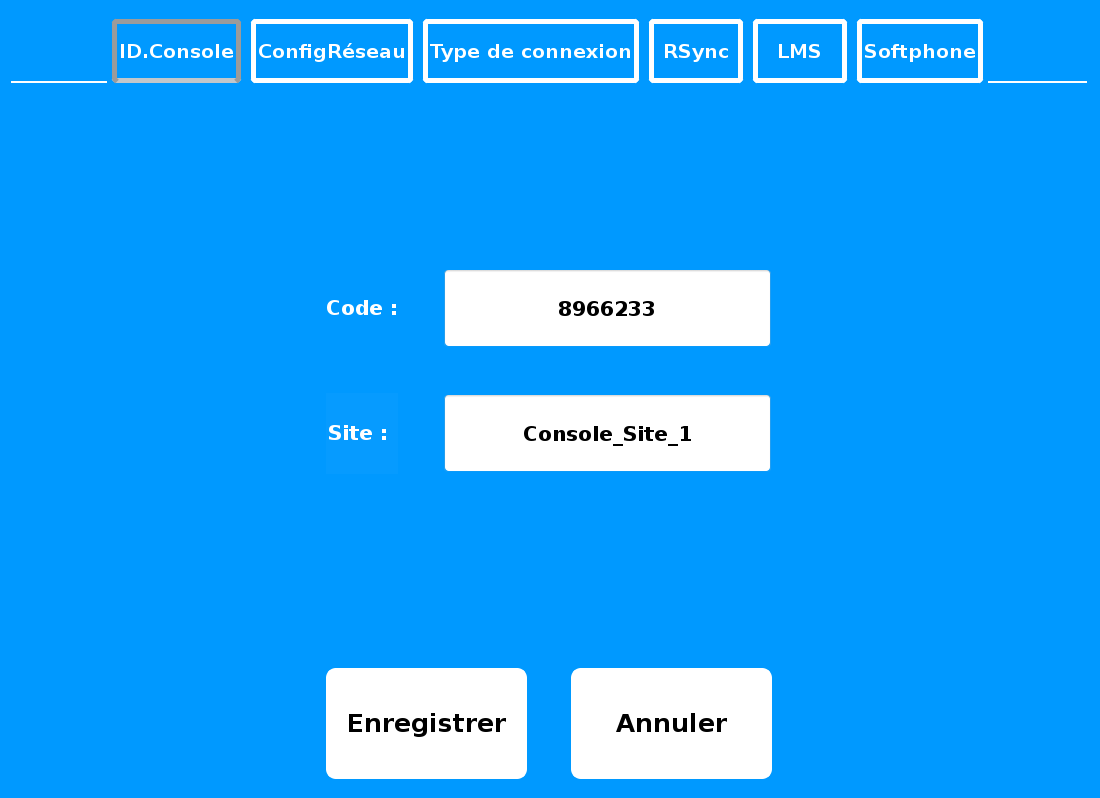 ID.Console ConfigRéseau Type de connexion RSync LMS Softphone
Code : 8966233
Site : Console_Site_1
Enregistrer Annuler